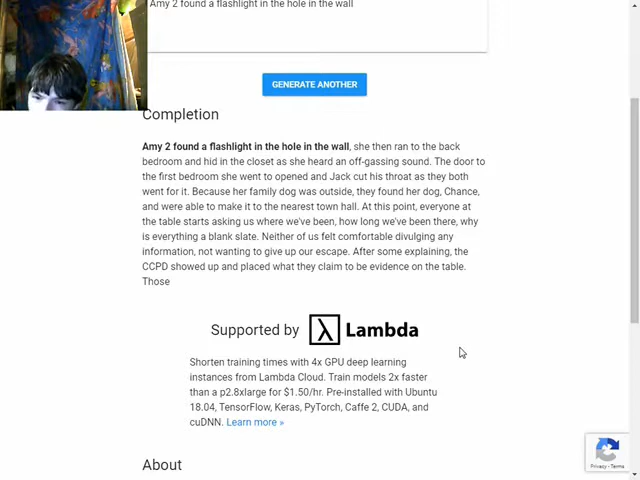 Amy 2 found a flashlight in the hole in the wall
GENERATE ANOTHER
Completion
Amy 2 found a flashlight in the hole in the wall, she then ran to the back
bedroom and hid in the closet as she heard an off-gassing sound. The door to
the first bedroom she went to opened and Jack cut his throat as they both
went for it. Because her family dog was outside, they found her dog, Chance,
and were able to make it to the nearest town hall. At this point, everyone at
the table starts asking us where we've been, how long we've been there, why
is everything a blank slate. Neither of us felt comfortable divulging any
information, not wanting to give up our escape. After some explaining, the
CCPD showed up and placed what they claim to be evidence on the table.
Those
Supported by λ Lambda
Shorten training times with 4x GPU deep learning
instances from Lambda Cloud. Train models 2x faster
than a p2.8xlarge for $1.50/hr. Pre-installed with Ubuntu
18.04, TensorFlow, Keras, PyTorch, Caffe 2, CUDA, and
cuDNN. Learn more »
Privacy - Terms
About